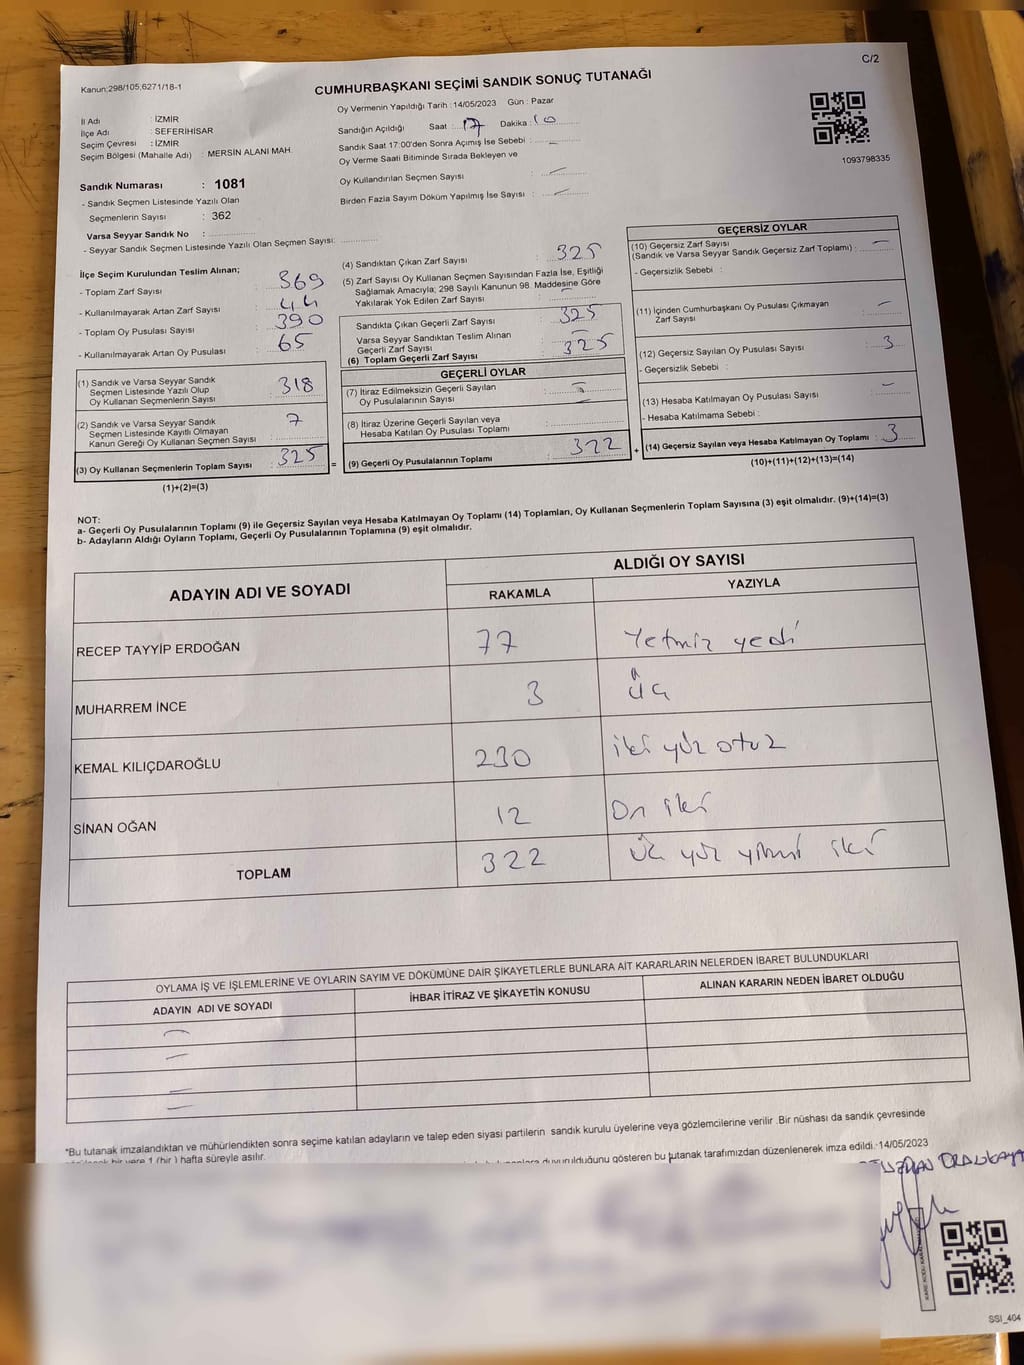 Kanun:298/105,6271/18-1
C/2
CUMHURBAŞKANI SEÇİMİ SANDIK SONUÇ TUTANAĞI
Oy Vermenin Yapıldığı Tarih : 14/05/2023 Gün : Pazar
İl Adı : İZMİR
İlçe Adı : SEFERİHİSAR
Seçim Çevresi : İZMİR
Seçim Bölgesi (Mahalle Adı) : MERSİN ALANI MAH.
Sandığın Açıldığı Saat : 17 Dakika : 10
Sandık Saat 17:00'den Sonra Açımış İse Sebebi : –
Oy Verme Saati Bitiminde Sırada Bekleyen ve
Oy Kullandırılan Seçmen Sayısı : –
Birden Fazla Sayım Döküm Yapılmış İse Sayısı : –
1093798335
Sandık Numarası : 1081
- Sandık Seçmen Listesinde Yazılı Olan
Seçmenlerin Sayısı : 362
Varsa Seyyar Sandık No :
- Seyyar Sandık Seçmen Listesinde Yazılı Olan Seçmen Sayısı:
İlçe Seçim Kurulundan Teslim Alınan;
- Toplam Zarf Sayısı : 369
- Kullanılmayarak Artan Zarf Sayısı : 44
- Toplam Oy Pusulası Sayısı : 390
- Kullanılmayarak Artan Oy Pusulası : 65
(1) Sandık ve Varsa Seyyar Sandık
Seçmen Listesinde Yazılı Olup
Oy Kullanan Seçmenlerin Sayısı : 318
(2) Sandık ve Varsa Seyyar Sandık
Seçmen Listesinde Kayıtlı Olmayan
Kanun Gereği Oy Kullanan Seçmen Sayısı : 7
(3) Oy Kullanan Seçmenlerin Toplam Sayısı : 325
(1)+(2)=(3)
=
(4) Sandıktan Çıkan Zarf Sayısı : 325
(5) Zarf Sayısı Oy Kullanan Seçmen Sayısından Fazla İse, Eşitliği
Sağlamak Amacıyla; 298 Sayılı Kanunun 98. Maddesine Göre
Yakılarak Yok Edilen Zarf Sayısı : –
Sandıkta Çıkan Geçerli Zarf Sayısı : 325
Varsa Seyyar Sandıktan Teslim Alınan
Geçerli Zarf Sayısı : –
(6) Toplam Geçerli Zarf Sayısı : 325
GEÇERLİ OYLAR
(7) İtiraz Edilmeksizin Geçerli Sayılan
Oy Pusulalarının Sayısı : –
(8) İtiraz Üzerine Geçerli Sayılan veya
Hesaba Katılan Oy Pusulası Toplamı : –
(9) Geçerli Oy Pusulalarının Toplamı : 322
+
GEÇERSİZ OYLAR
(10) Geçersiz Zarf Sayısı
(Sandık ve Varsa Seyyar Sandık Geçersiz Zarf Toplamı) : –
- Geçersizlik Sebebi :
(11) İçinden Cumhurbaşkanı Oy Pusulası Çıkmayan
Zarf Sayısı : –
(12) Geçersiz Sayılan Oy Pusulası Sayısı : 3
- Geçersizlik Sebebi :
(13) Hesaba Katılmayan Oy Pusulası Sayısı : –
- Hesaba Katılmama Sebebi :
(14) Geçersiz Sayılan veya Hesaba Katılmayan Oy Toplamı : 3
(10)+(11)+(12)+(13)=(14)
NOT:
a- Geçerli Oy Pusulalarının Toplamı (9) ile Geçersiz Sayılan veya Hesaba Katılmayan Oy Toplamı (14) Toplamları, Oy Kullanan Seçmenlerin Toplam Sayısına (3) eşit olmalıdır. (9)+(14)=(3)
b- Adayların Aldığı Oyların Toplamı, Geçerli Oy Pusulalarının Toplamına (9) eşit olmalıdır.
ADAYIN ADI VE SOYADI
ALDIĞI OY SAYISI
RAKAMLA YAZIYLA
RECEP TAYYİP ERDOĞAN 77 Yetmiz yedi
MUHARREM İNCE 3 üç
KEMAL KILIÇDAROĞLU 230 iki yüz otuz
SİNAN OĞAN 12 On iki
TOPLAM 322 üç yüz yirmi iki
OYLAMA İŞ VE İŞLEMLERİNE VE OYLARIN SAYIM VE DÖKÜMÜNE DAİR ŞİKAYETLERLE BUNLARA AİT KARARLARIN NELERDEN İBARET BULUNDUKLARI
ADAYIN ADI VE SOYADI İHBAR İTİRAZ VE ŞİKAYETİN KONUSU ALINAN KARARIN NEDEN İBARET OLDUĞU
*Bu tutanak imzalandıktan ve mühürlendikten sonra seçime katılan adayların ve talep eden siyasi partilerin sandık kurulu üyelerine veya gözlemcilerine verilir .Bir nüshası da sandık çevresinde
bir yere 1 (bir ) hafta süreyle asılır.
duyurulduğunu gösteren bu tutanak tarafımızdan düzenlenerek imza edildi.14/05/2023
SSI_404